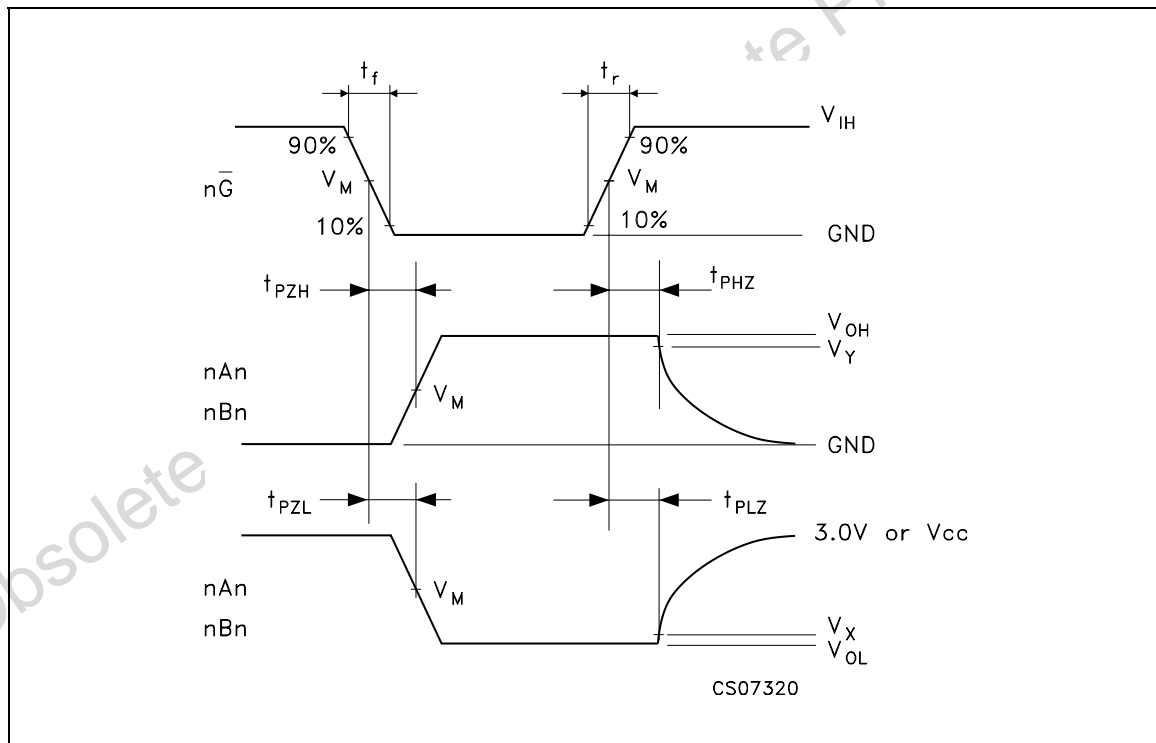 t_f
t_r
V_IH
90%
90%
nG̅
V_M
V_M
10%
10%
GND
t_PZH
t_PHZ
V_OH
V_Y
nAn
V_M
nBn
GND
t_PZL
t_PLZ
3.0V or Vcc
nAn
V_M
nBn
V_X
V_OL
CS07320
Obsolete